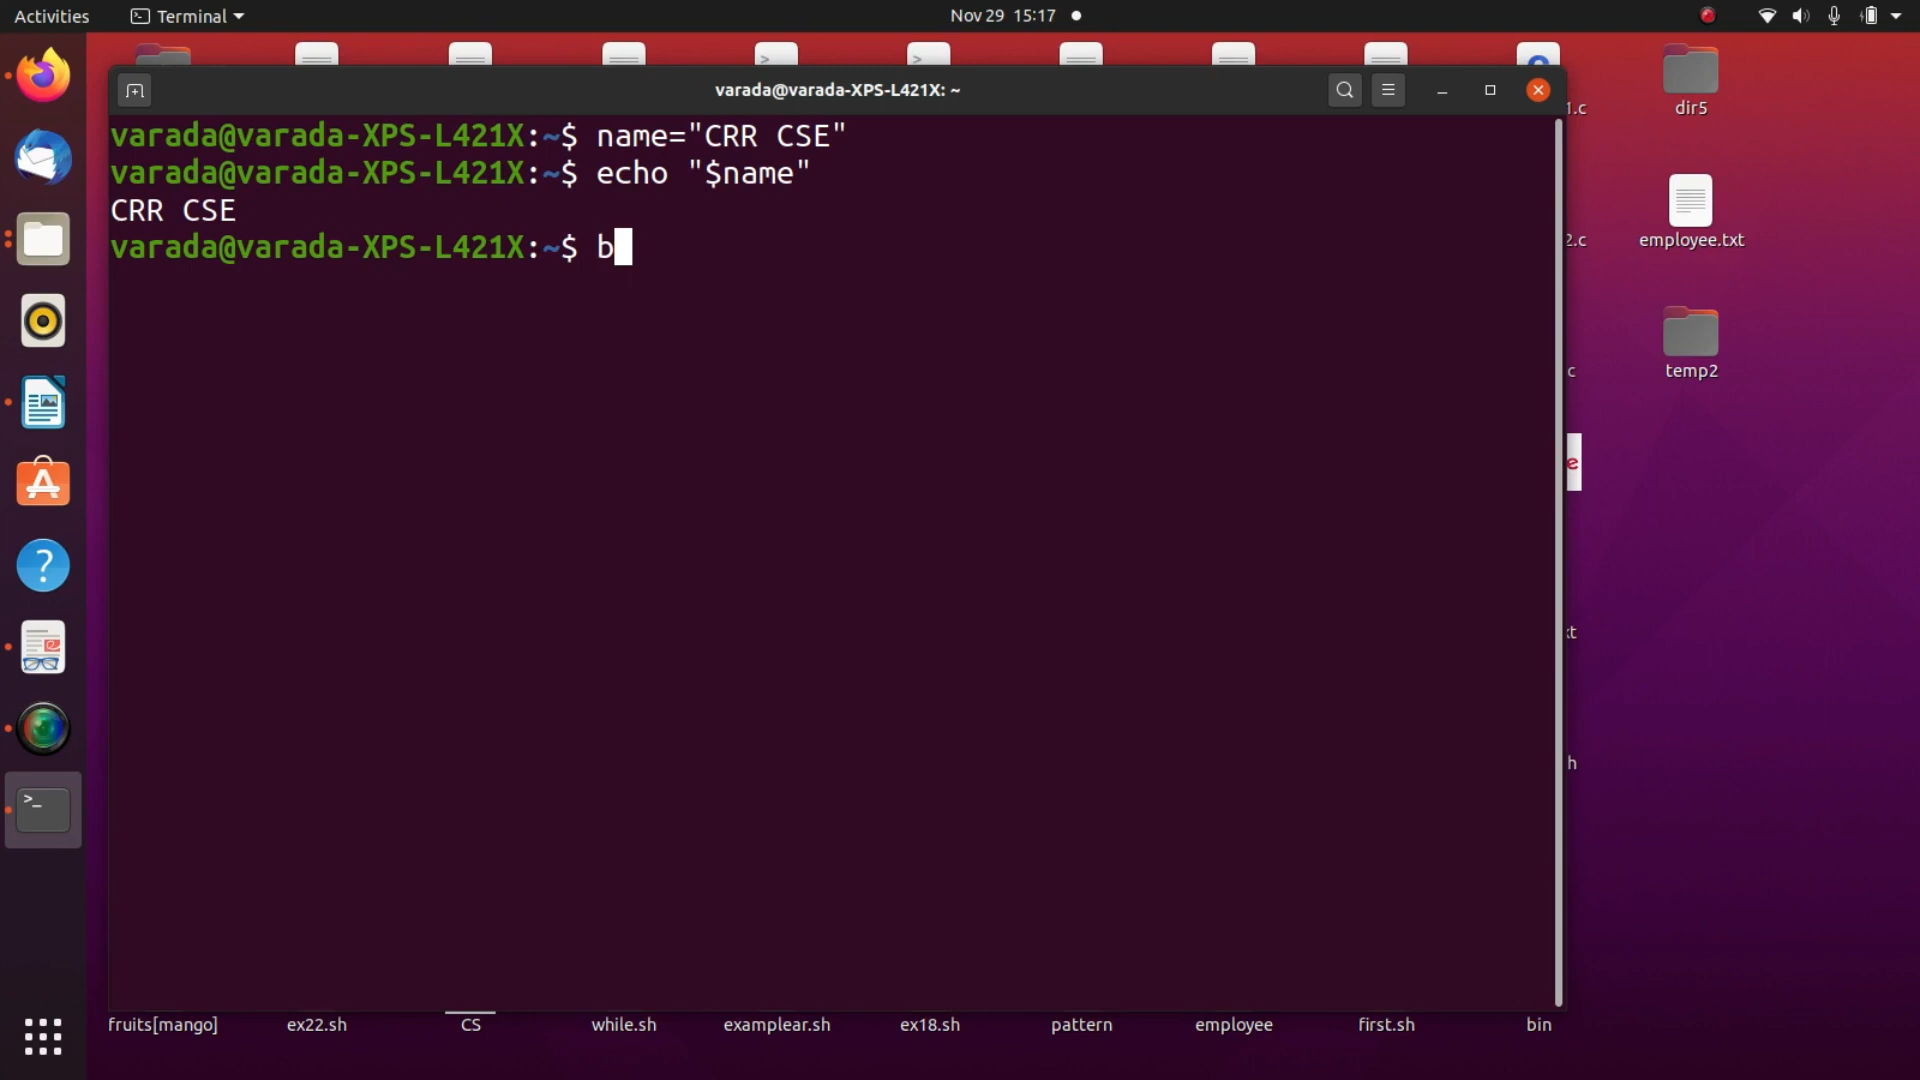 Activities
Terminal
Nov 29 15:17
varada@varada-XPS-L421X: ~
varada@varada-XPS-L421X:~$ name="CRR CSE"
varada@varada-XPS-L421X:~$ echo "$name"
CRR CSE
varada@varada-XPS-L421X:~$ b
1.c
dir5
2.c
employee.txt
c
temp2
e
h
fruits[mango]
ex22.sh
CS
while.sh
examplear.sh
ex18.sh
pattern
employee
first.sh
bin